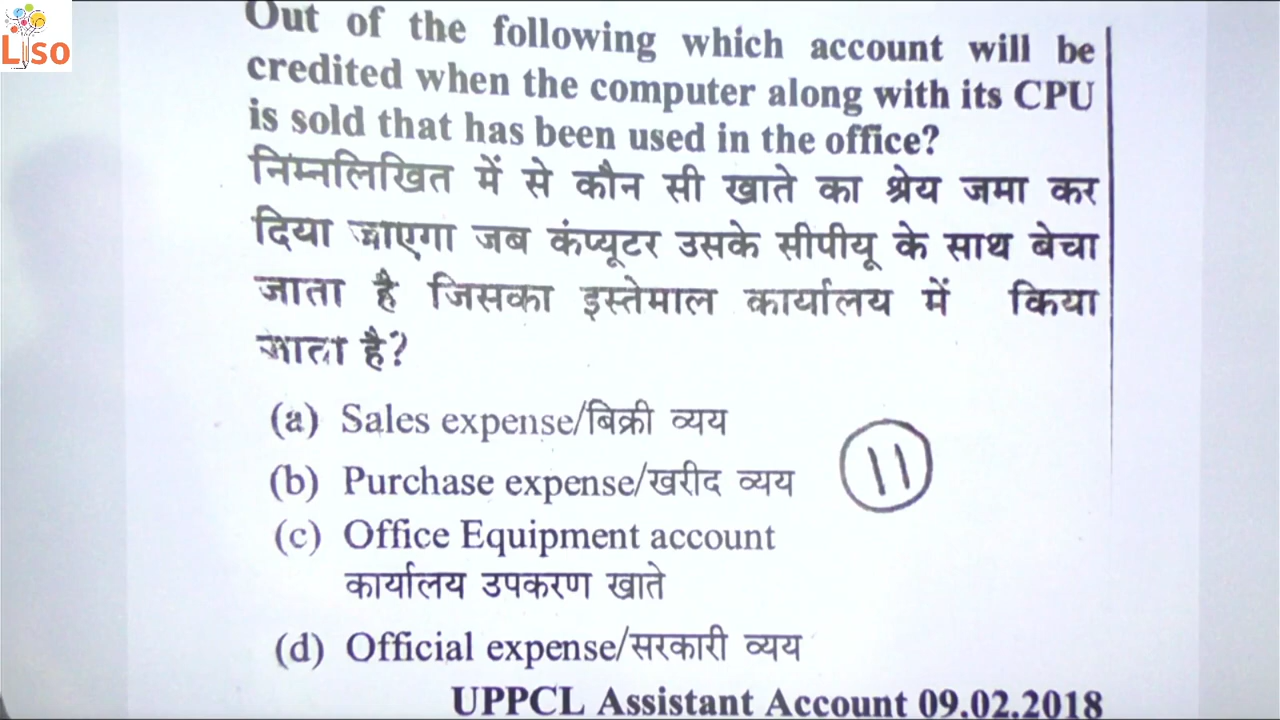 Liso
Out of the following which account will be
credited when the computer along with its CPU
is sold that has been used in the office?
निम्नलिखित में से कौन सी खाते का श्रेय जमा कर
दिया जाएगा जब कंप्यूटर उसके सीपीयू के साथ बेचा
जाता है जिसका इस्तेमाल कार्यालय में किया
जाता है?
(a) Sales expense/बिक्री व्यय
(b) Purchase expense/खरीद व्यय
11
(c) Office Equipment account
कार्यालय उपकरण खाते
(d) Official expense/सरकारी व्यय
UPPCL Assistant Account 09.02.2018